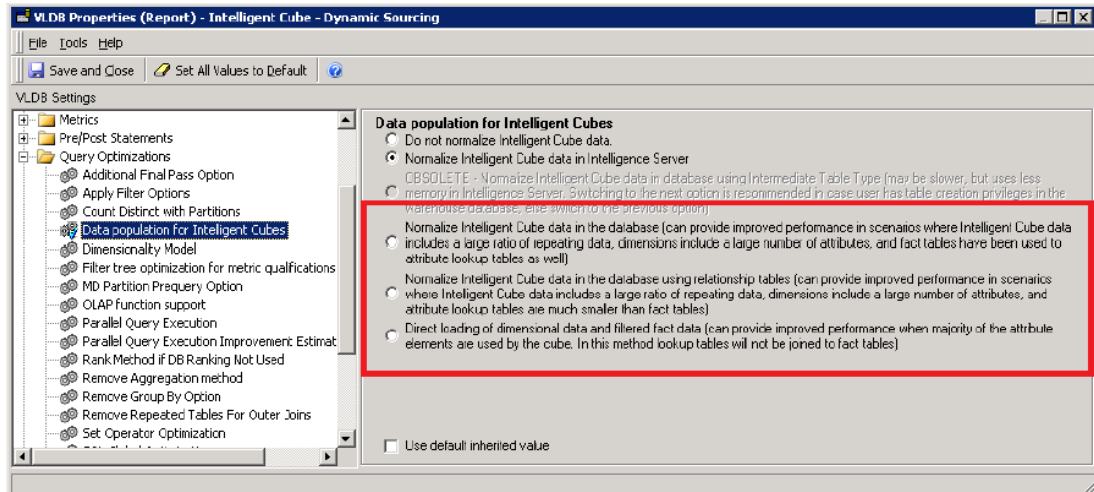 VLDB Properties (Report) - Intelligent Cube - Dynamic Sourcing
File Tools Help
Save and Close Set All Values to Default
VLDB Settings
Metrics
Pre/Post Statements
Query Optimizations
Additional Final Pass Option
Apply Filter Options
Count Distinct with Partitions
Data population for Intelligent Cubes
Dimensionality Model
Filter tree optimization for metric qualifications
MD Partition Prequery Option
OLAP function support
Parallel Query Execution
Parallel Query Execution Improvement Estimat
Rank Method if DB Ranking Not Used
Remove Aggregation method
Remove Group By Option
Remove Repeated Tables For Outer Joins
Set Operator Optimization
Data population for Intelligent Cubes
Do not normalize Intelligent Cube data.
Normalize Intelligent Cube data in Intelligence Server
OBSOLETE - Normalize Intelligent Cube data in database using Intermediate Table Type (may be slower, but uses less
memory in Intelligence Server. Switching to the next option is recommended in case user has table creation privileges in the
warehouse database, else switch to the previous option)
Normalize Intelligent Cube data in the database (can provide improved performance in scenarios where Intelligent Cube data
includes a large ratio of repeating data, dimensions include a large number of attributes, and fact tables have been used to
attribute lookup tables as well)
Normalize Intelligent Cube data in the database using relationship tables (can provide improved performance in scenarios
where Intelligent Cube data includes a large ratio of repeating data, dimensions include a large number of attributes, and
attribute lookup tables are much smaller than fact tables)
Direct loading of dimensional data and filtered fact data (can provide improved performance when majority of the attribute
elements are used by the cube. In this method lookup tables will not be joined to fact tables)
Use default inherited value